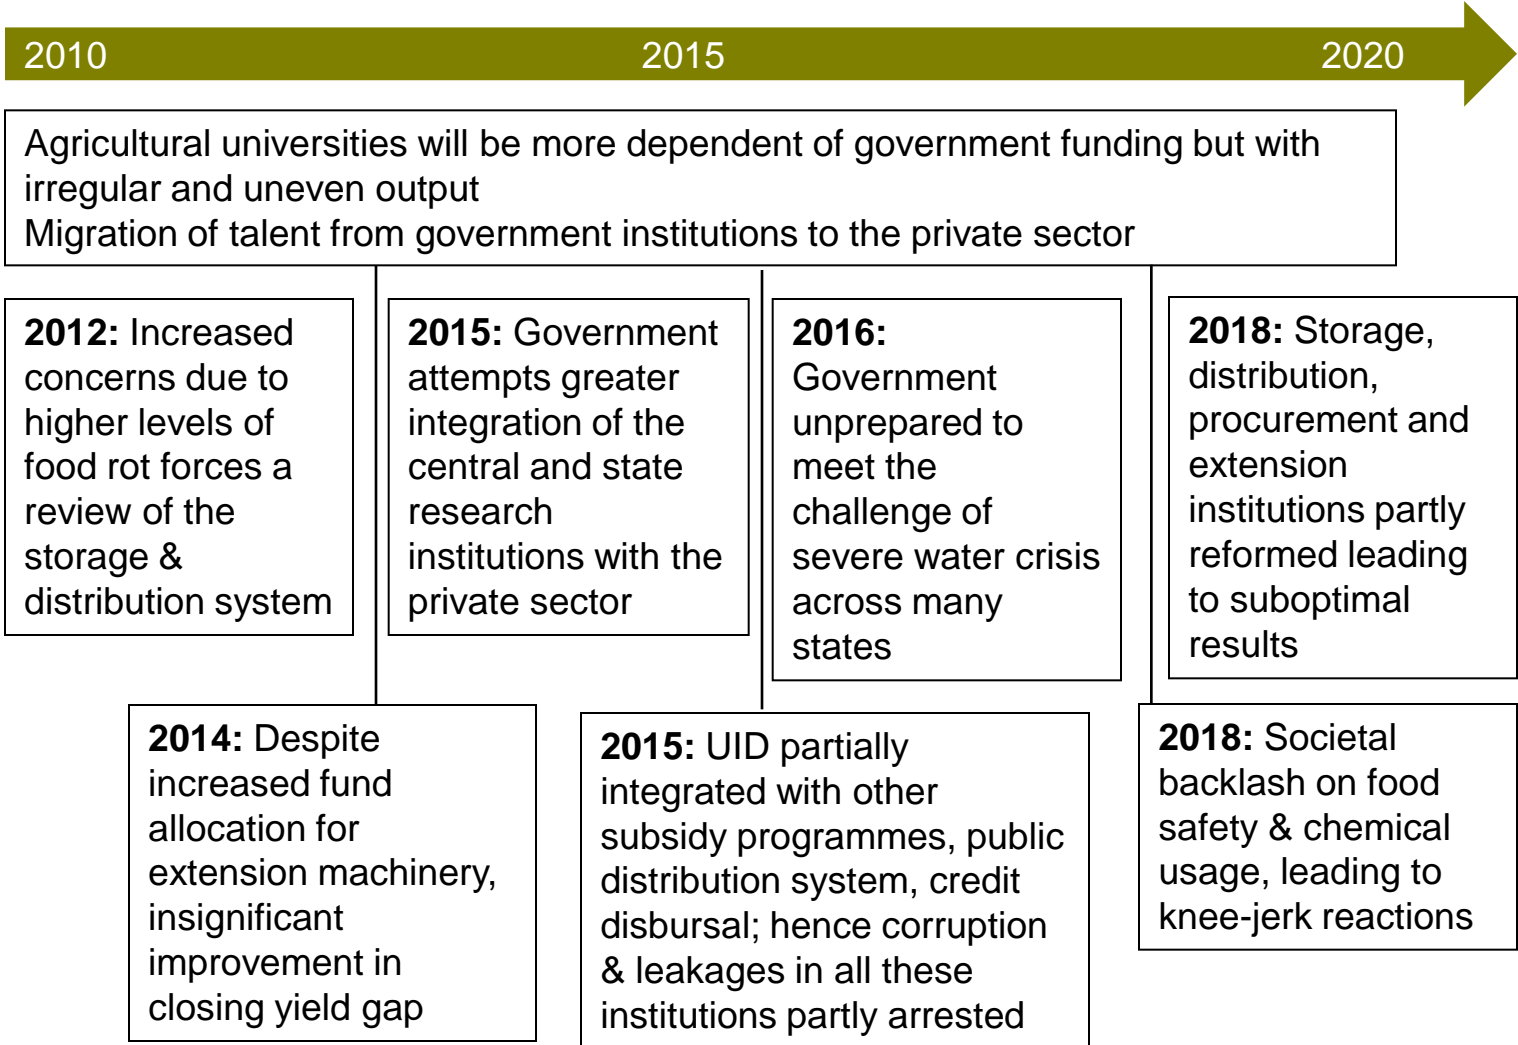 2010
2015
2020
Agricultural universities will be more dependent of government funding but with
irregular and uneven output
Migration of talent from government institutions to the private sector
2012: Increased
concerns due to
higher levels of
food rot forces a
review of the
storage &
distribution system
2015: Government
attempts greater
integration of the
central and state
research
institutions with the
private sector
2016:
Government
unprepared to
meet the
challenge of
severe water crisis
across many
states
2018: Storage,
distribution,
procurement and
extension
institutions partly
reformed leading
to suboptimal
results
2014: Despite
increased fund
allocation for
extension machinery,
insignificant
improvement in
closing yield gap
2015: UID partially
integrated with other
subsidy programmes, public
distribution system, credit
disbursal; hence corruption
& leakages in all these
institutions partly arrested
2018: Societal
backlash on food
safety & chemical
usage, leading to
knee-jerk reactions